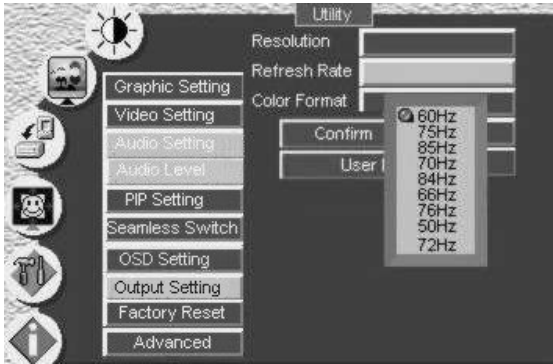 Utility
Resolution
Refresh Rate
Color Format
Graphic Setting
Video Setting
Audio Setting
Audio Level
PIP Setting
Seamless Switch
OSD Setting
Output Setting
Factory Reset
Advanced
Confirm
User
60Hz
75Hz
85Hz
70Hz
84Hz
66Hz
76Hz
50Hz
72Hz